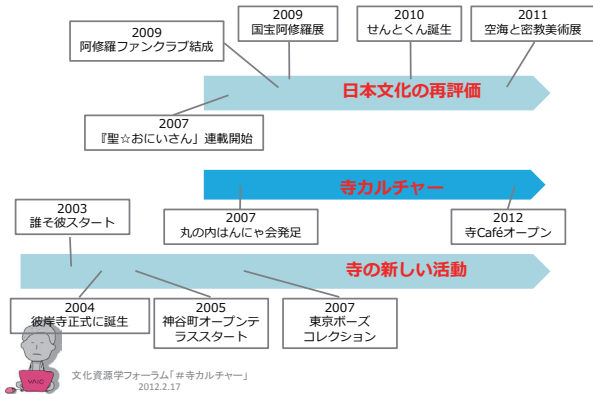 2009
阿修羅ファンクラブ結成
2009
国宝阿修羅展
2010
せんとくん誕生
2011
空海と密教美術展
日本文化の再評価
2007
『聖☆おにいさん」連載開始
寺カルチャー
2003
誰そ彼スタート
2007
丸の内はんにゃ会発足
2012
寺Caféオープン
寺の新しい活動
2004
彼岸寺正式に誕生
2005
神谷町オープンテ
ラススタート
2007
東京ボーズ
コレクション
文化資源学フォーラム「＃寺カルチャー」
2012.2.17